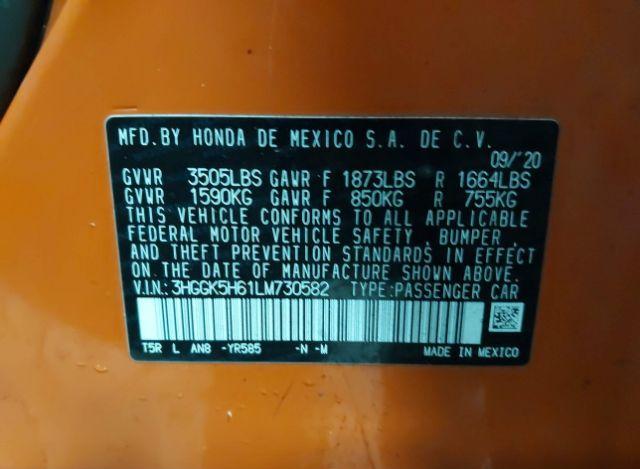 MFD. BY HONDA DE MEXICO S.A. DE C.V.
09/'20
GVWR 3505LBS GAWR F 1873LBS R 1664LBS
GVWR 1590KG GAWR F 850KG R 755KG
THIS VEHICLE CONFORMS TO ALL APPLICABLE
FEDERAL MOTOR VEHICLE SAFETY, BUMPER,
AND THEFT PREVENTION STANDARDS IN EFFECT
ON THE DATE OF MANUFACTURE SHOWN ABOVE.
V.I.N.:3HGGK5H61LM730582 TYPE:PASSENGER CAR
T5R L AN8 -YR585 -N -M MADE IN MEXICO